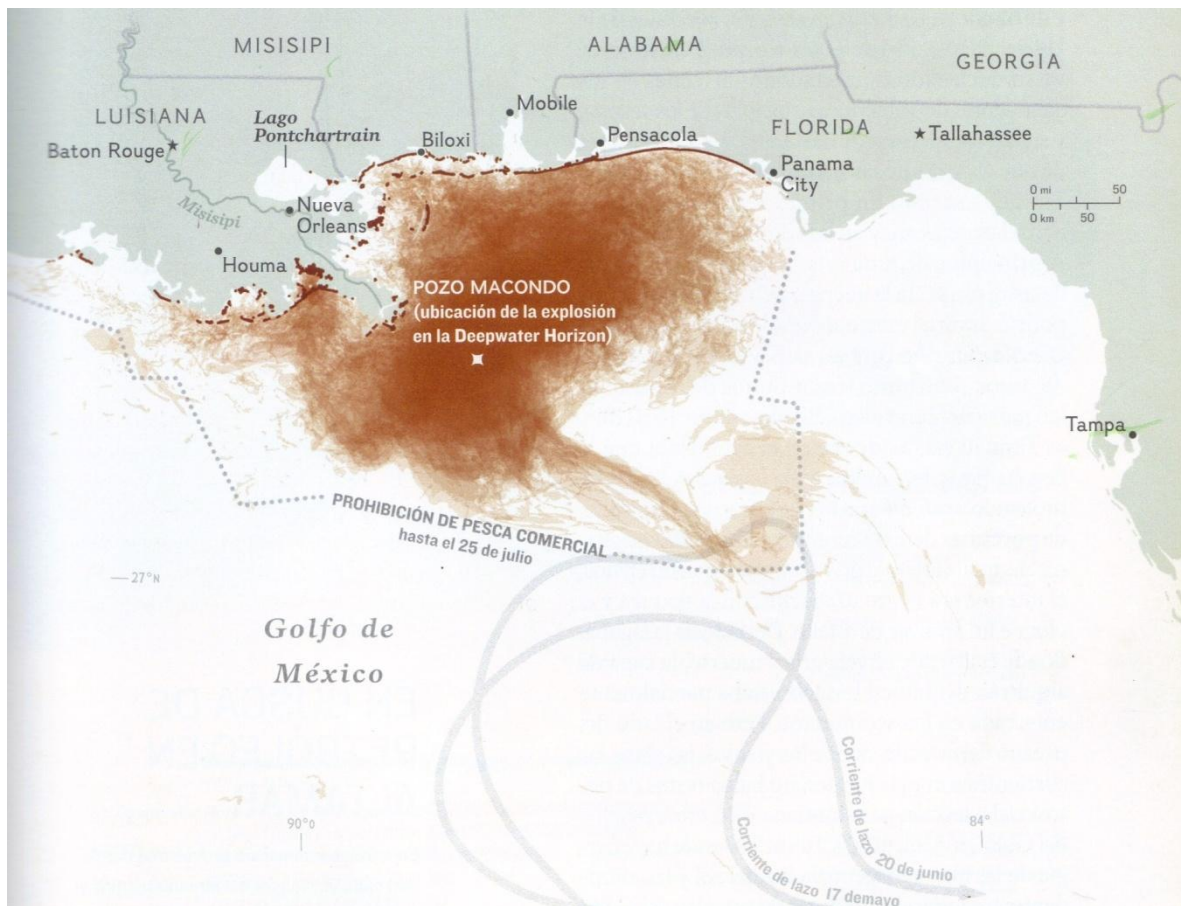 MISISIPI
ALABAMA
GEORGIA
LUISIANA
Lago
Pontchartrain
Baton Rouge
Biloxi
Mobile
Pensacola
FLORIDA
Tallahassee
Panama
City
0 mi 50
0 km 50
Misisipi
Nueva
Orleans
Houma
POZO MACONDO
(ubicación de la explosión
en la Deepwater Horizon)
Tampa
PROHIBICIÓN DE PESCA COMERCIAL
hasta el 25 de julio
27°N
Golfo de
México
90°O
84°
Corriente de lazo 20 de junio
Corriente de lazo 17 demayo